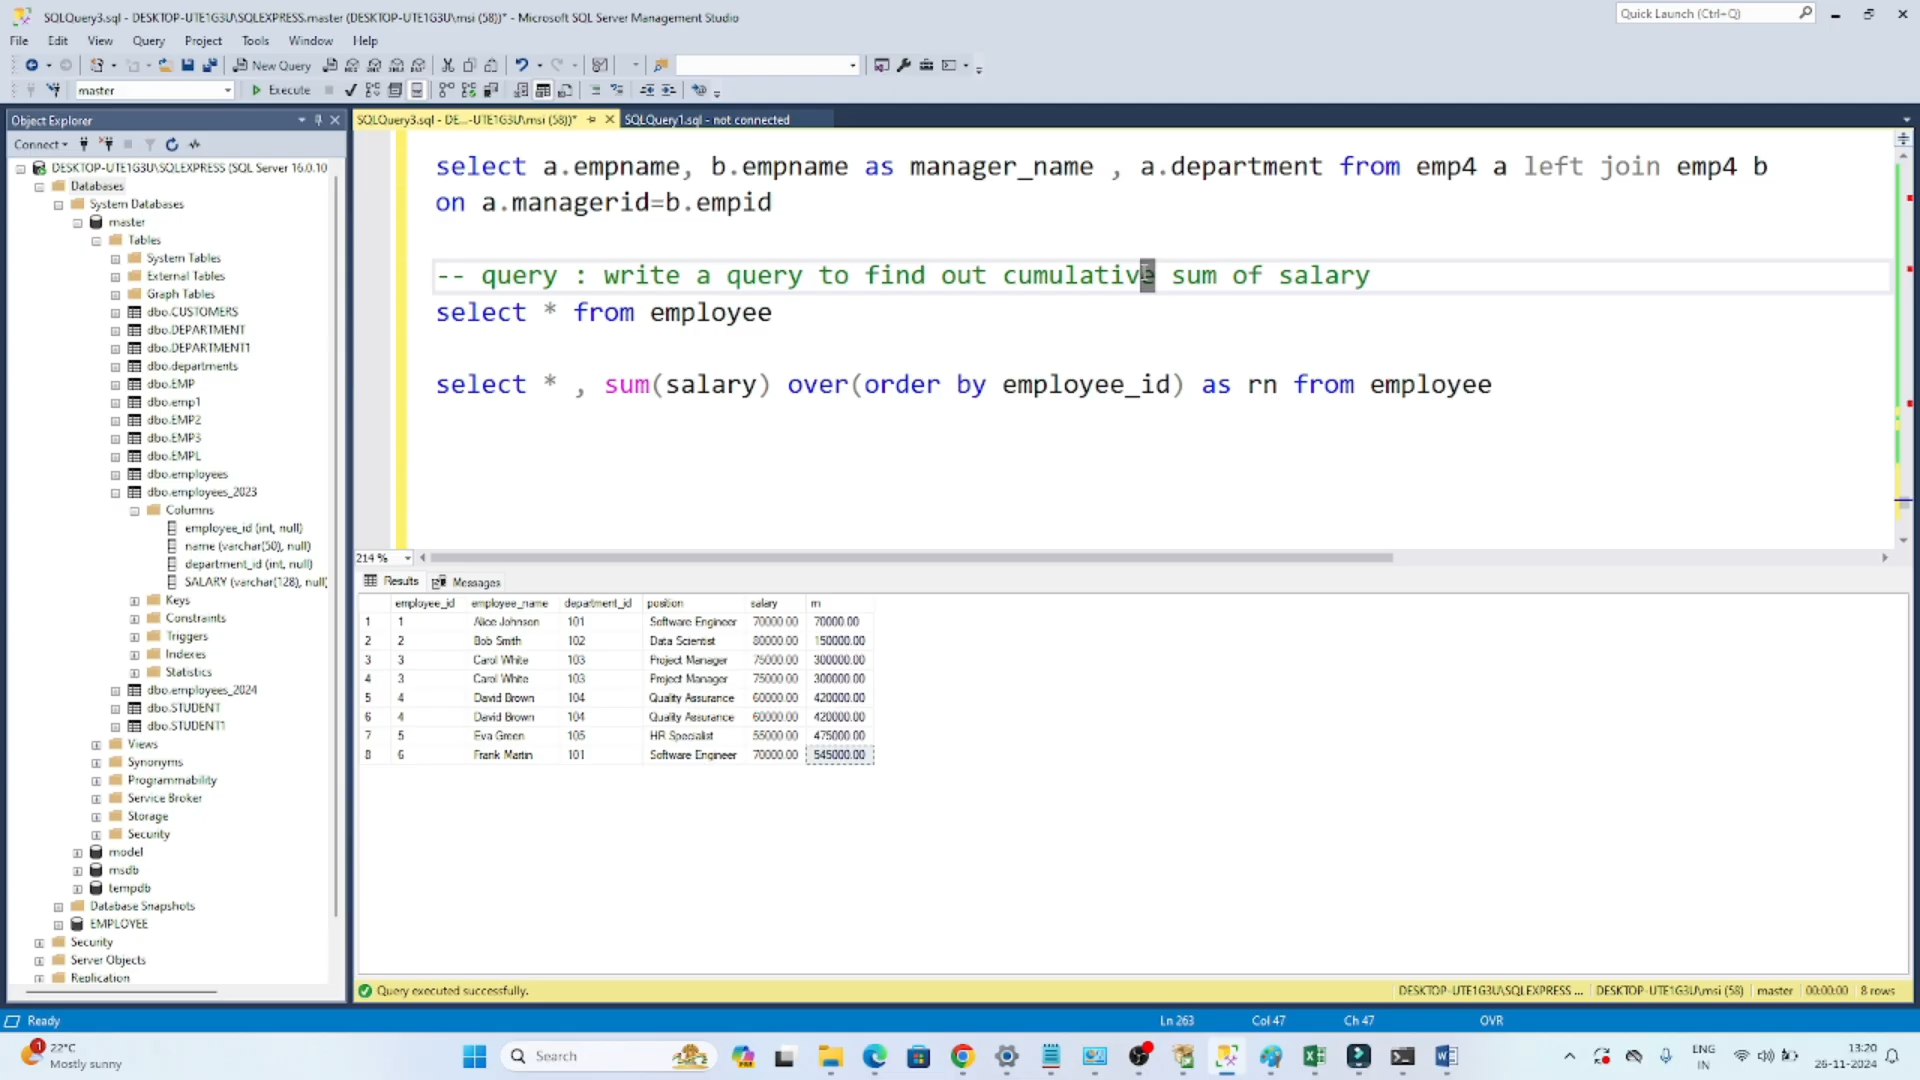 SQLQuery3.sql - DESKTOP-UTE1G3U\SQLEXPRESS.master (DESKTOP-UTE1G3U\msi (58))* - Microsoft SQL Server Management Studio
Quick Launch (Ctrl+Q)
File Edit View Query Project Tools Window Help
New Query
master Execute
Object Explorer
SQLQuery3.sql - DE...-UTE1G3U\msi (58))* SQLQuery1.sql - not connected
Connect
DESKTOP-UTE1G3U\SQLEXPRESS (SQL Server 16.0.10
Databases
System Databases
master
Tables
System Tables
External Tables
Graph Tables
dbo.CUSTOMERS
dbo.DEPARTMENT
dbo.DEPARTMENT1
dbo.departments
dbo.EMP
dbo.emp1
dbo.EMP2
dbo.EMP3
dbo.EMPL
dbo.employees
dbo.employees_2023
Columns
employee_id (int, null)
name (varchar(50), null)
department_id (int, null)
SALARY (varchar(128), null)
Keys
Constraints
Triggers
Indexes
Statistics
dbo.employees_2024
dbo.STUDENT
dbo.STUDENT1
Views
Synonyms
Programmability
Service Broker
Storage
Security
model
msdb
tempdb
Database Snapshots
EMPLOYEE
Security
Server Objects
Replication
select a.empname, b.empname as manager_name , a.department from emp4 a left join emp4 b
on a.managerid=b.empid
-- query : write a query to find out cumulative sum of salary
select * from employee
select * , sum(salary) over(order by employee_id) as rn from employee
214 %
Results Messages
employee_id employee_name department_id position salary rn
1 1 Alice Johnson 101 Software Engineer 70000.00 70000.00
2 2 Bob Smith 102 Data Scientist 80000.00 150000.00
3 3 Carol White 103 Project Manager 75000.00 300000.00
4 3 Carol White 103 Project Manager 75000.00 300000.00
5 4 David Brown 104 Quality Assurance 60000.00 420000.00
6 4 David Brown 104 Quality Assurance 60000.00 420000.00
7 5 Eva Green 105 HR Specialist 55000.00 475000.00
8 6 Frank Martin 101 Software Engineer 70000.00 545000.00
Query executed successfully.
DESKTOP-UTE1G3U\SQLEXPRESS ... DESKTOP-UTE1G3U\msi (58) master 00:00:00 8 rows
Ready Ln 263 Col 47 Ch 47 OVR
1
22°C
Mostly sunny
Search
ENG
IN
13:20
26-11-2024